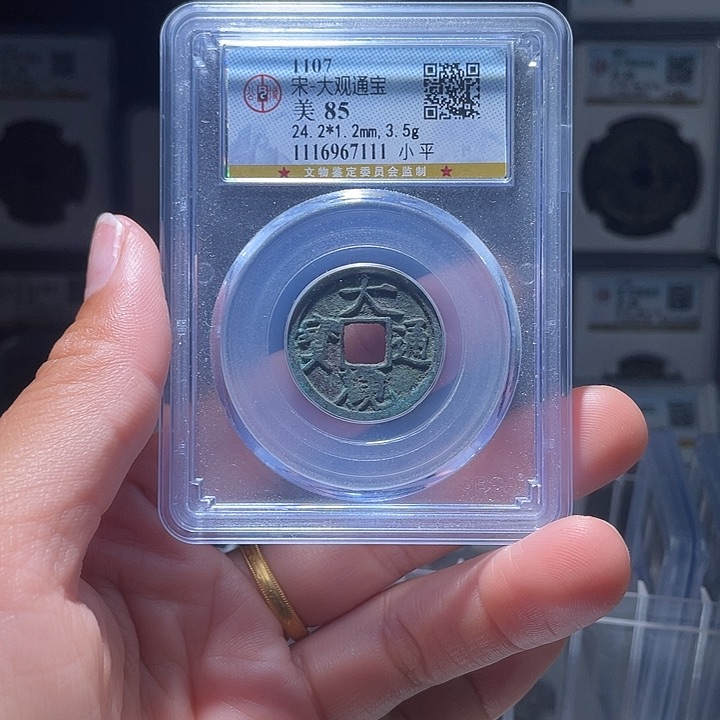 1107
宋-大观通宝
美 85
24.2*1.2mm, 3.5g
1116967111 小平
★ 文物鉴定委员会监制 ★
大
寳 通
觀